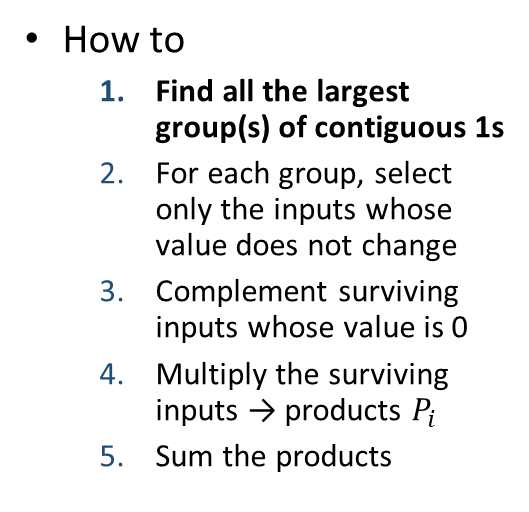 • How to
1. Find all the largest
group(s) of contiguous 1s
2. For each group, select
only the inputs whose
value does not change
3. Complement surviving
inputs whose value is 0
4. Multiply the surviving
inputs → products Pᵢ
5. Sum the products